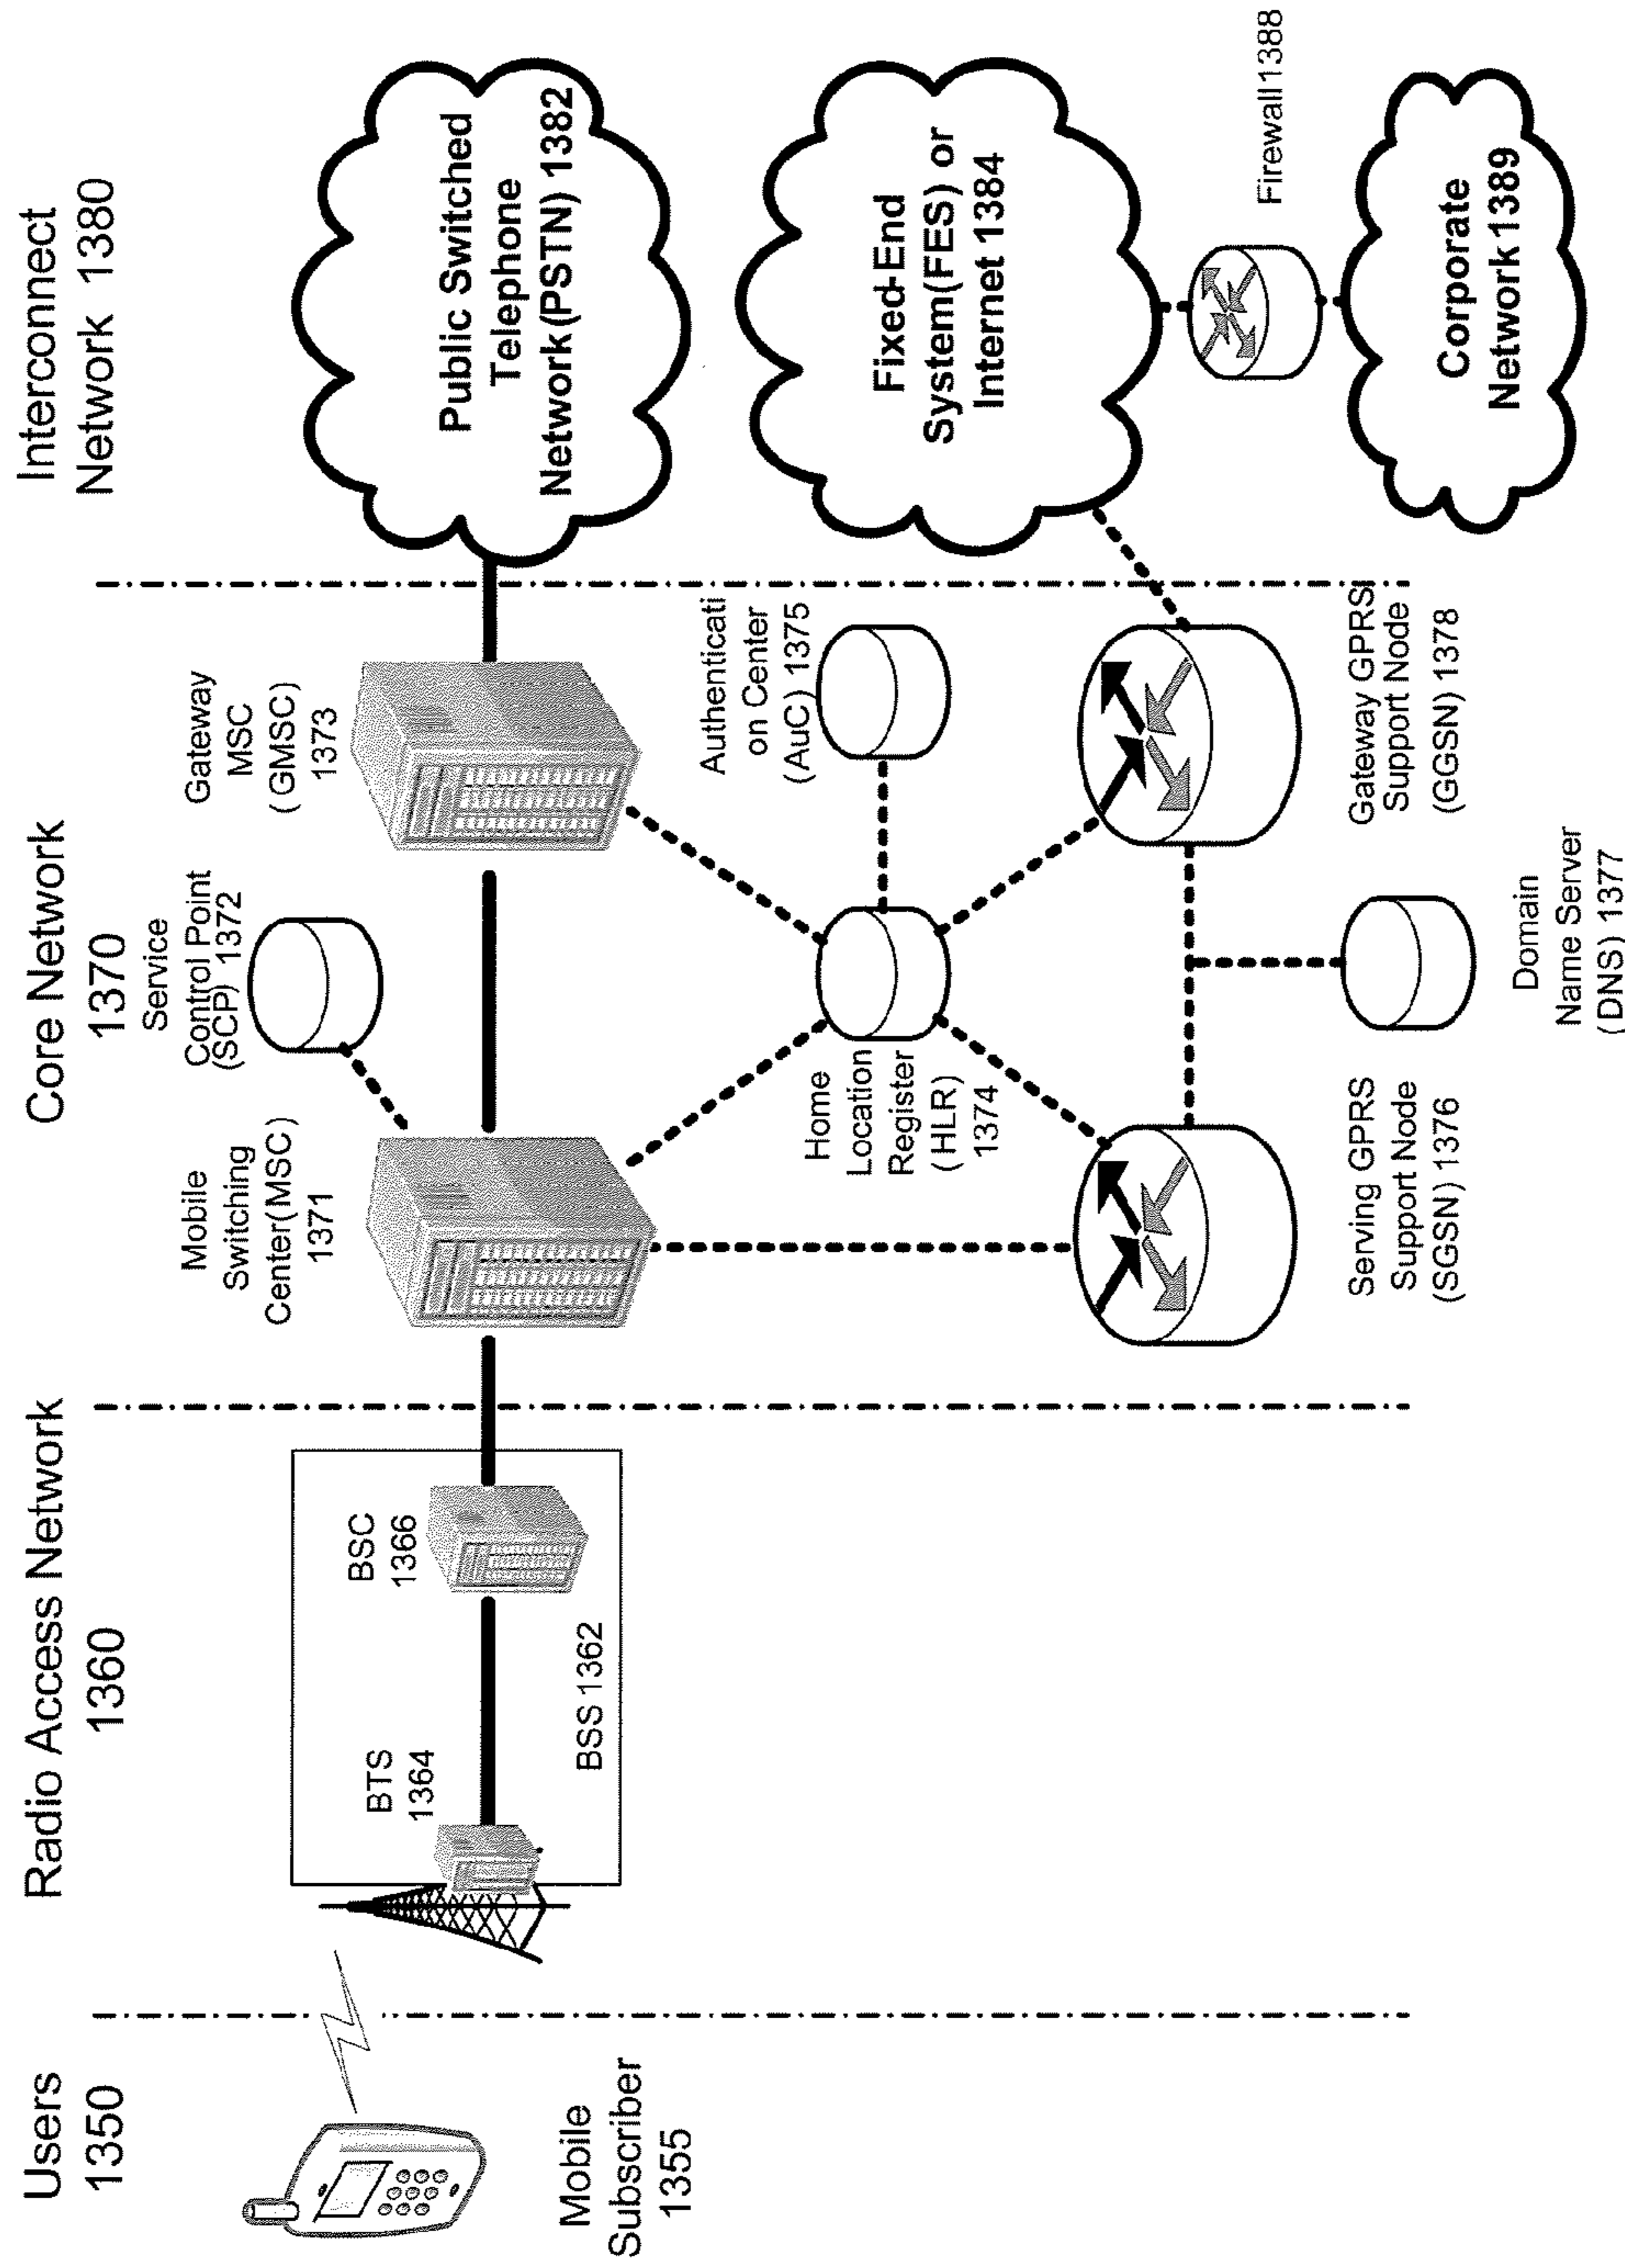 Users
1350
Radio Access Network
1360
Core Network
1370
Interconnect
Network 1380
Mobile
Subscriber
1355
BTS
1364
BSC
1366
BSS 1362
Mobile
Switching
Center(MSC)
1371
Service
Control Point
(SCP) 1372
Gateway
MSC
(GMSC)
1373
Home
Location
Register
(HLR)
1374
Authenticati
on Center
(AuC) 1375
Serving GPRS
Support Node
(SGSN) 1376
Domain
Name Server
(DNS) 1377
Gateway GPRS
Support Node
(GGSN) 1378
Public Switched
Telephone
Network(PSTN) 1382
Fixed-End
System(FES) or
Internet 1384
Firewall1388
Corporate
Network1389